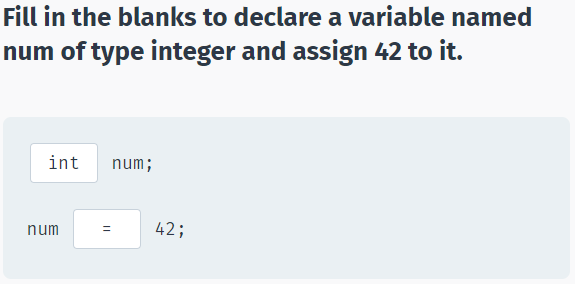 Fill in the blanks to declare a variable named
num of type integer and assign 42 to it.
int num;
num = 42;